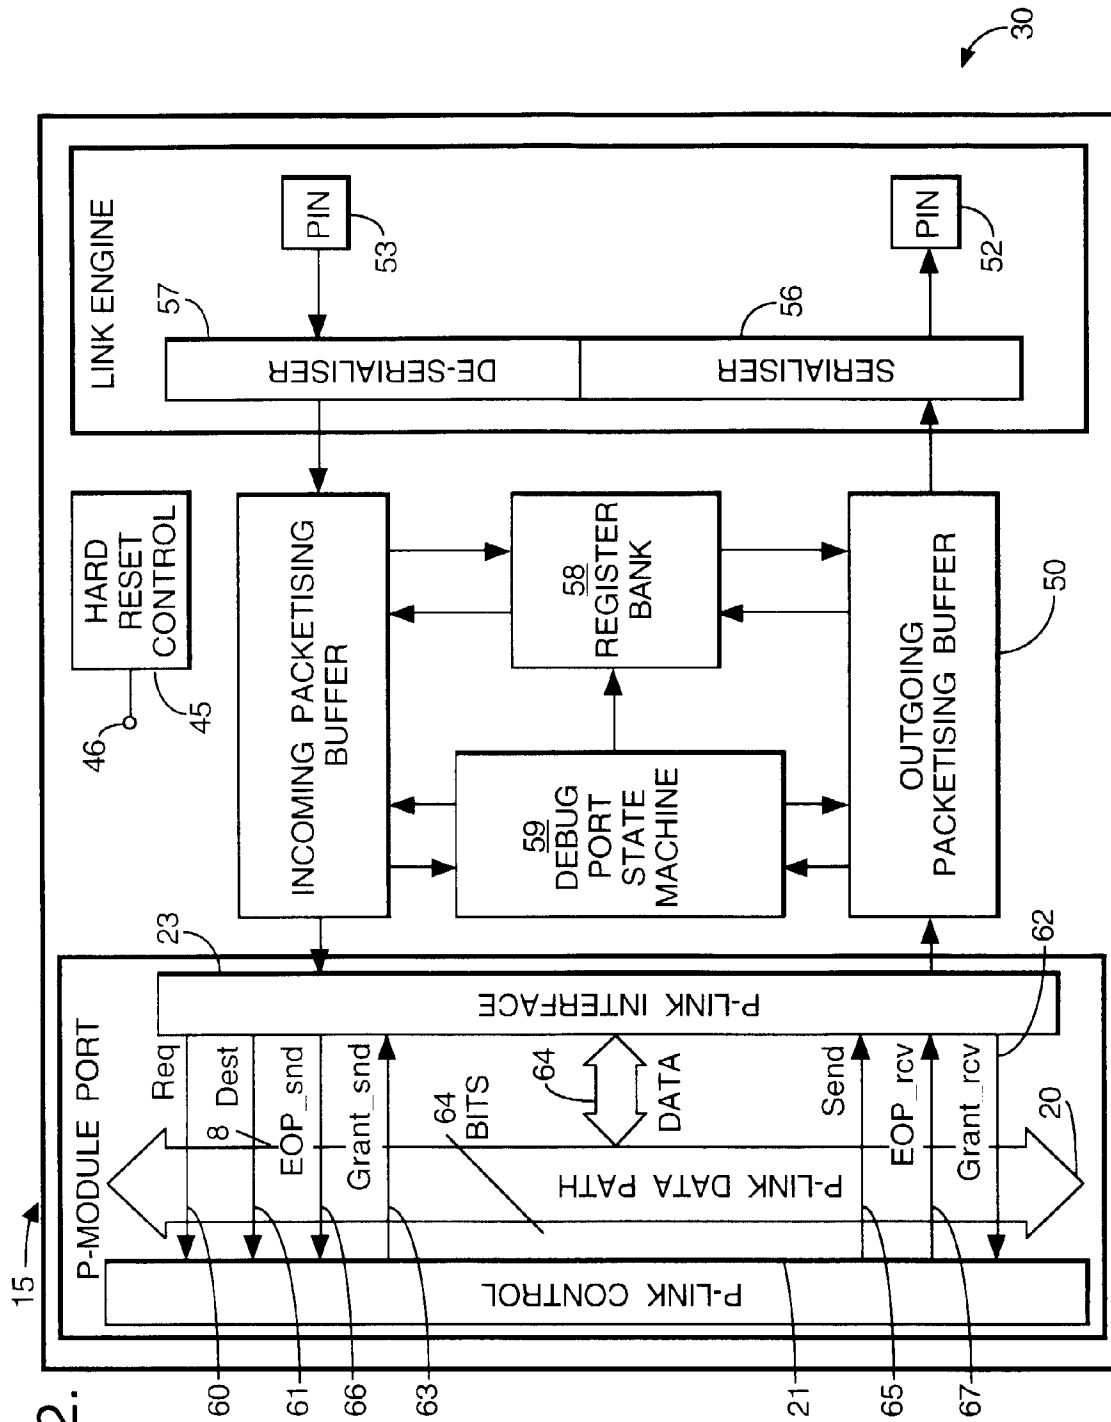 2.
15
P-MODULE PORT
P-LINK CONTROL
21
P-LINK DATA PATH
20
64
BITS
8
Req
Dest
EOP_snd
Grant_snd
60
61
66
63
64
DATA
Send
EOP_rcv
Grant_rcv
65
67
62
P-LINK INTERFACE
23
INCOMING PACKETISING
BUFFER
59
DEBUG
PORT
STATE
MACHINE
58
REGISTER
BANK
OUTGOING
PACKETISING BUFFER
50
HARD
RESET
CONTROL
45
46
LINK ENGINE
57
DE-SERIALISER
56
SERIALISER
PIN
53
PIN
52
30